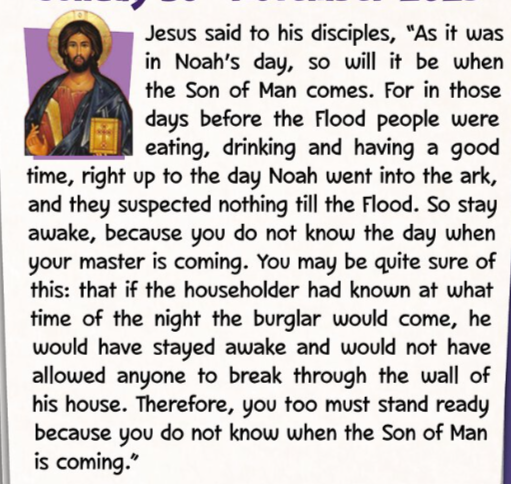 Jesus said to his disciples, "As it was
in Noah's day, so will it be when
the Son of Man comes. For in those
days before the Flood people were
eating, drinking and having a good
time, right up to the day Noah went into the ark,
and they suspected nothing till the Flood. So stay
awake, because you do not know the day when
your master is coming. You may be quite sure of
this: that if the householder had known at what
time of the night the burglar would come, he
would have stayed awake and would not have
allowed anyone to break through the wall of
his house. Therefore, you too must stand ready
because you do not know when the Son of Man
is coming."